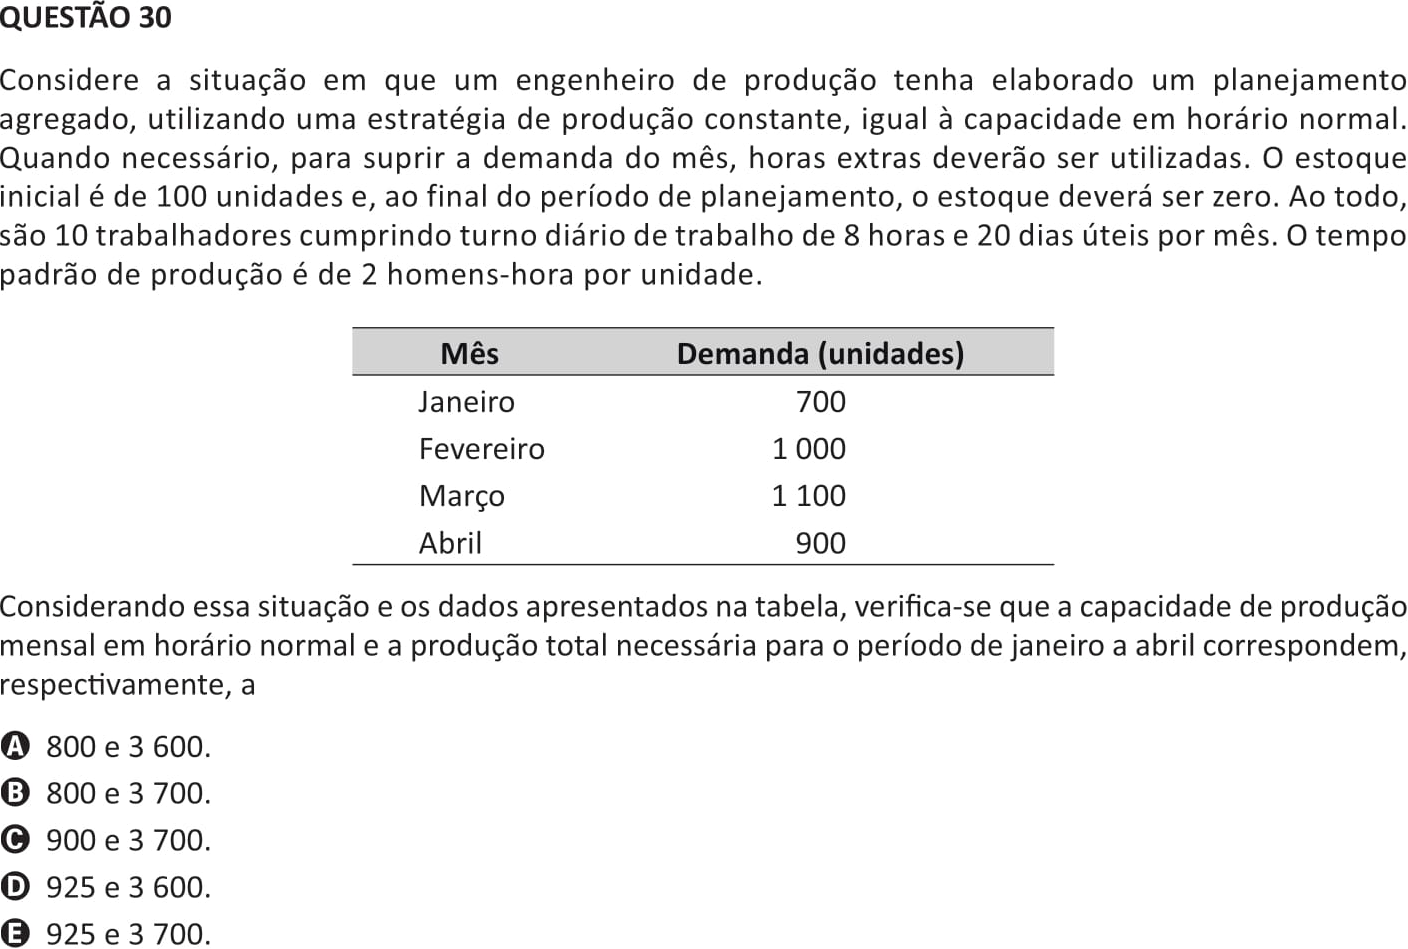 QUESTÃO 30
Considere a situação em que um engenheiro de produção tenha elaborado um planejamento
agregado, utilizando uma estratégia de produção constante, igual à capacidade em horário normal.
Quando necessário, para suprir a demanda do mês, horas extras deverão ser utilizadas. O estoque
inicial é de 100 unidades e, ao final do período de planejamento, o estoque deverá ser zero. Ao todo,
são 10 trabalhadores cumprindo turno diário de trabalho de 8 horas e 20 dias úteis por mês. O tempo
padrão de produção é de 2 homens-hora por unidade.
Mês Demanda (unidades)
Janeiro 700
Fevereiro 1 000
Março 1 100
Abril 900
Considerando essa situação e os dados apresentados na tabela, verifica-se que a capacidade de produção
mensal em horário normal e a produção total necessária para o período de janeiro a abril correspondem,
respectivamente, a
A 800 e 3 600.
B 800 e 3 700.
C 900 e 3 700.
D 925 e 3 600.
E 925 e 3 700.